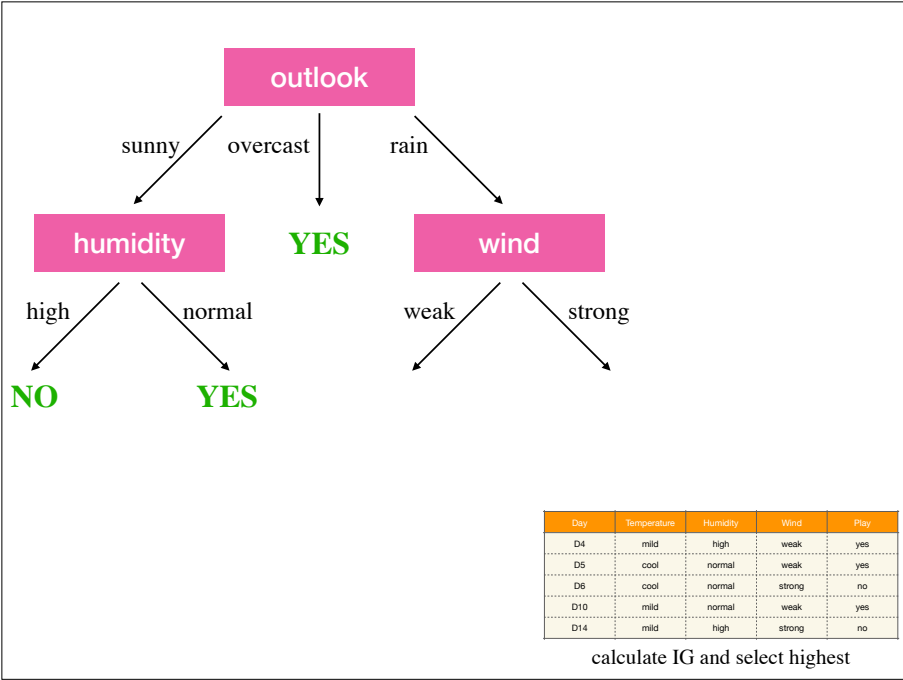 outlook
sunny overcast rain
humidity YES wind
high normal weak strong
NO YES
Day Temperature Humidity Wind Play
D4 mild high weak yes
D5 cool normal weak yes
D6 cool normal strong no
D10 mild normal weak yes
D14 mild high strong no
calculate IG and select highest